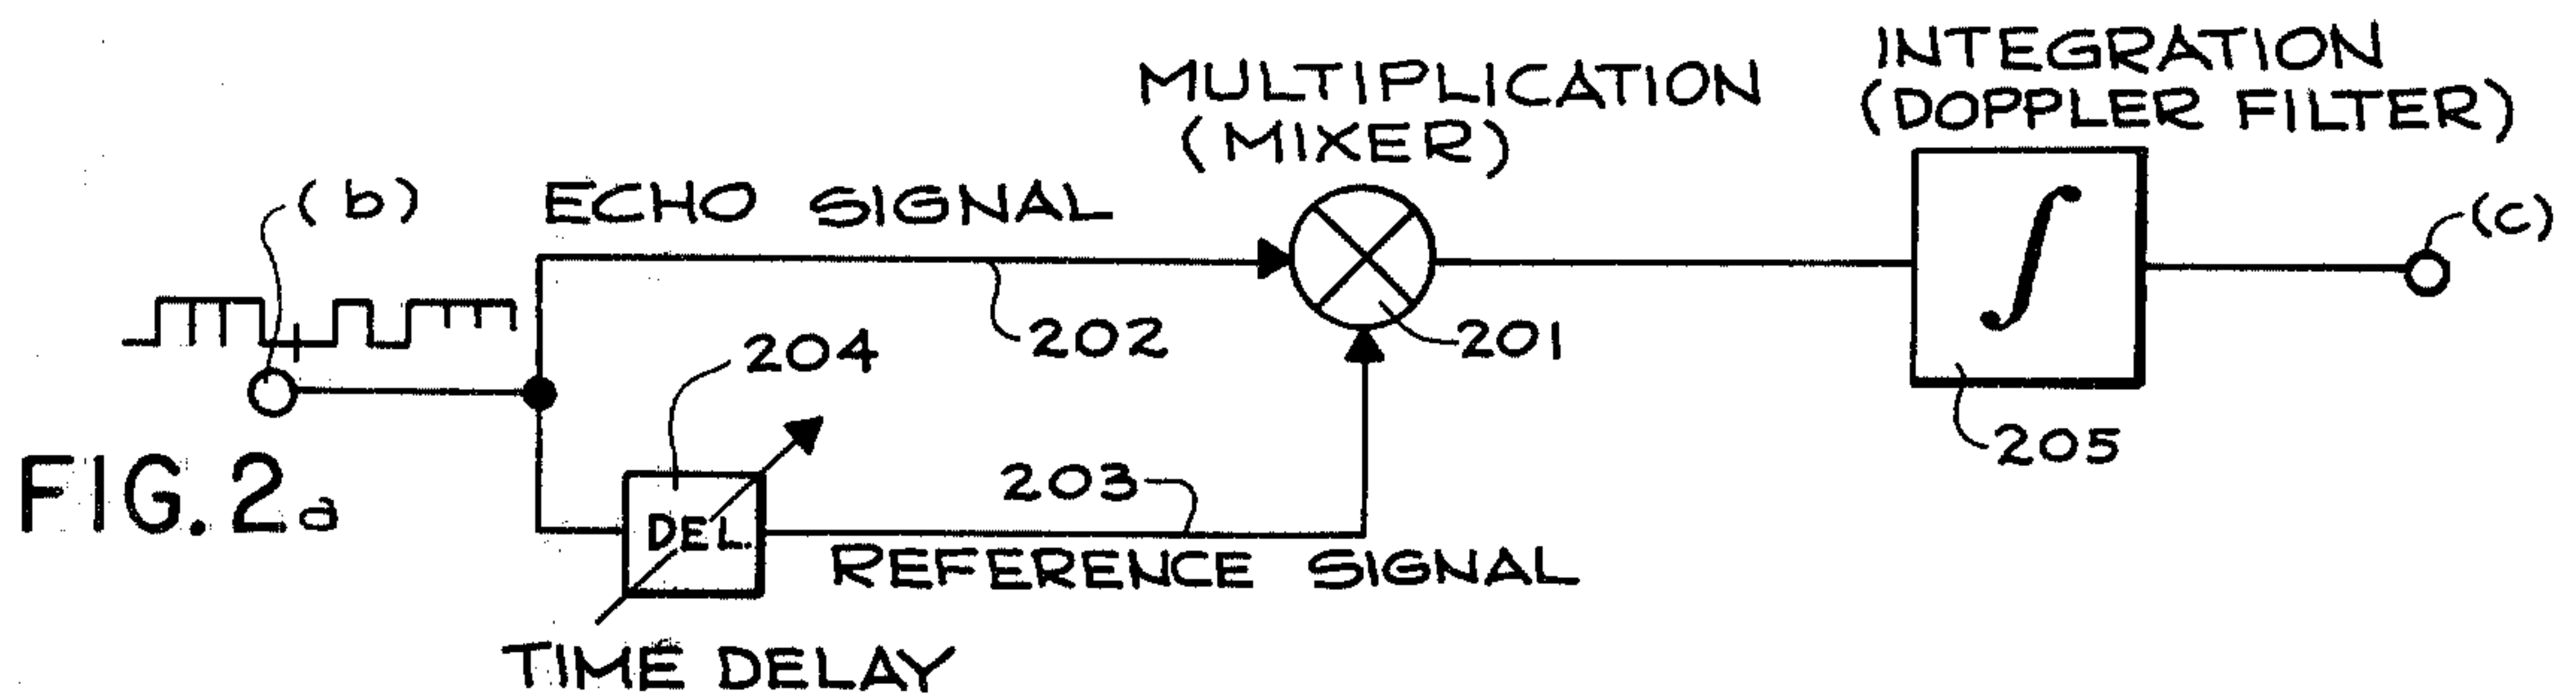 INTEGRATION
(DOPPLER FILTER)
MULTIPLICATION
(MIXER)
(b)
ECHO SIGNAL
(c)
202
201
204
205
203
DEL.
REFERENCE SIGNAL
TIME DELAY
FIG. 2a